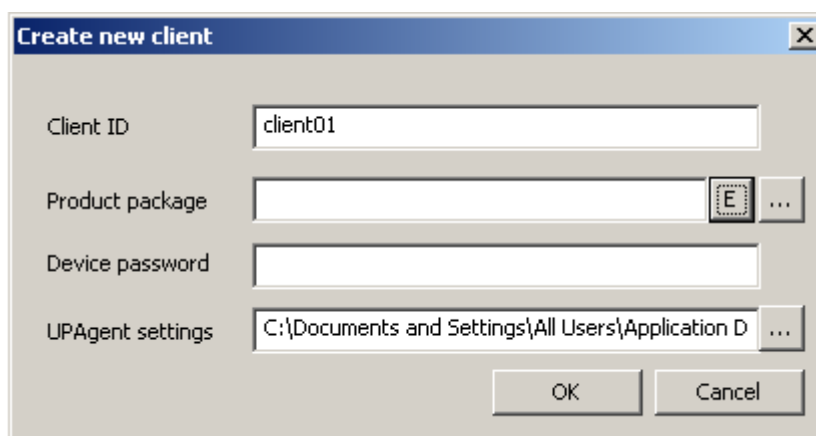 Create new client
Client ID client01
Product package E ...
Device password
UPAgent settings C:\Documents and Settings\All Users\Application D ...
OK Cancel